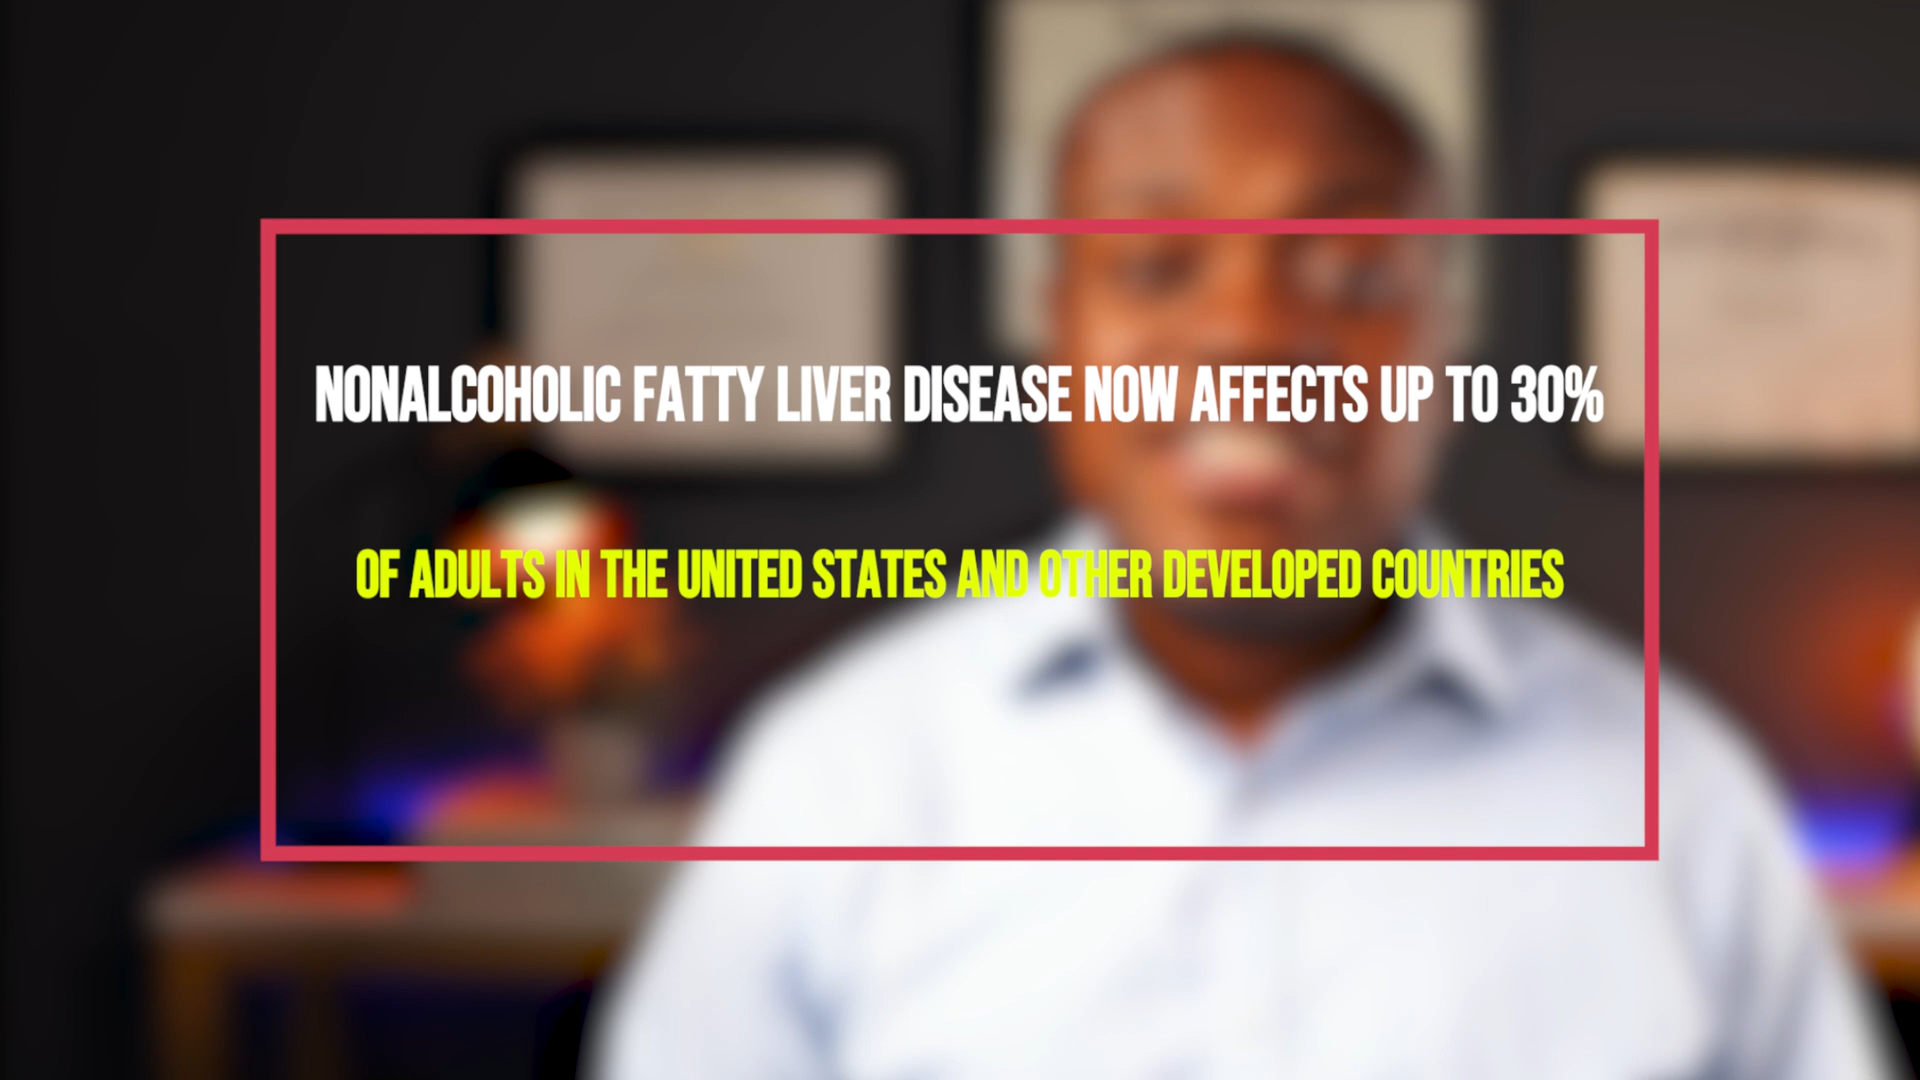 NONALCOHOLIC FATTY LIVER DISEASE NOW AFFECTS UP TO 30%
OF ADULTS IN THE UNITED STATES AND OTHER DEVELOPED COUNTRIES